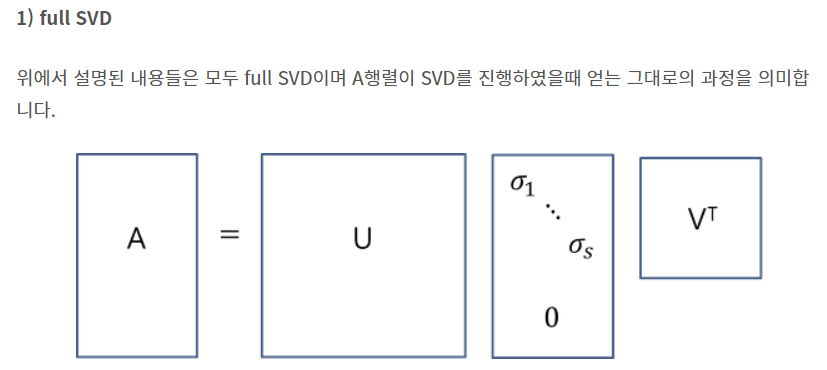 1) full SVD
위에서 설명된 내용들은 모두 full SVD이며 A행렬이 SVD를 진행하였을때 얻는 그대로의 과정을 의미합
니다.
A = U σ₁ ⋱ σₛ 0 Vᵀ